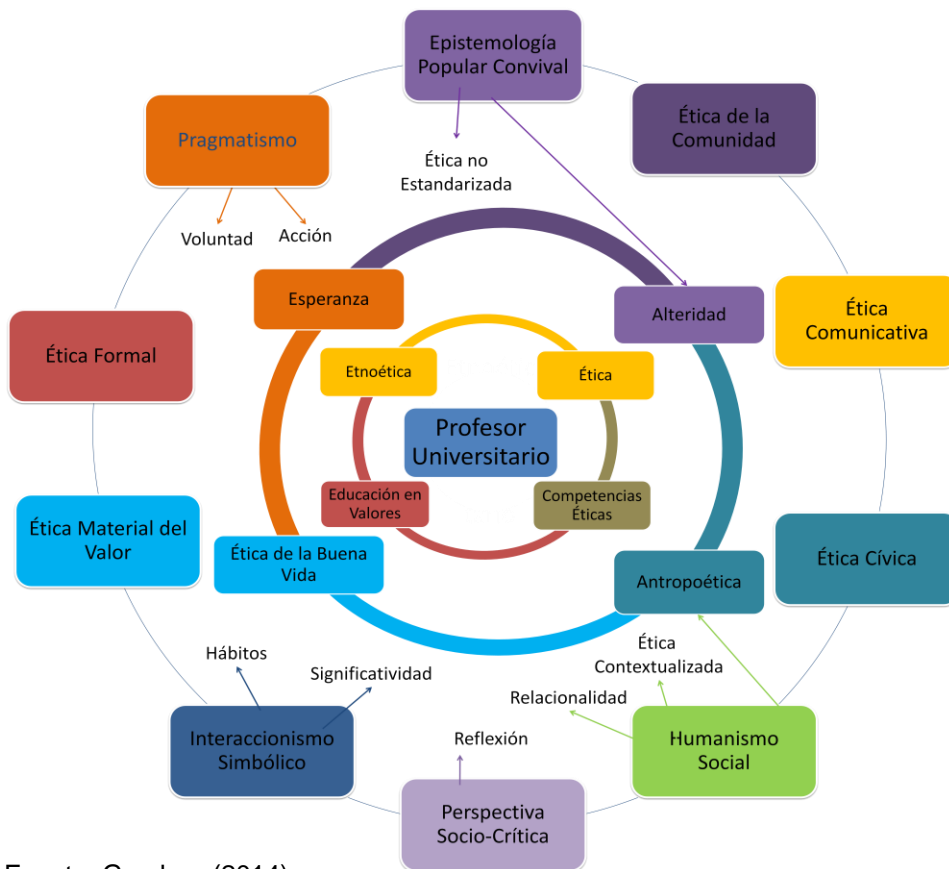 Epistemología
Popular Convival
Ética de la
Comunidad
Pragmatismo
Ética no
Estandarizada
Voluntad
Acción
Esperanza
Alteridad
Ética
Comunicativa
Ética Formal
Etnoética
Ética
Profesor
Universitario
Educación en
Valores
Competencias
Éticas
Ética Material del
Valor
Ética de la Buena
Vida
Antropoética
Ética Cívica
Hábitos
Significatividad
Ética
Contextualizada
Relacionalidad
Interaccionismo
Simbólico
Reflexión
Humanismo
Social
Perspectiva
Socio-Crítica
(2014)